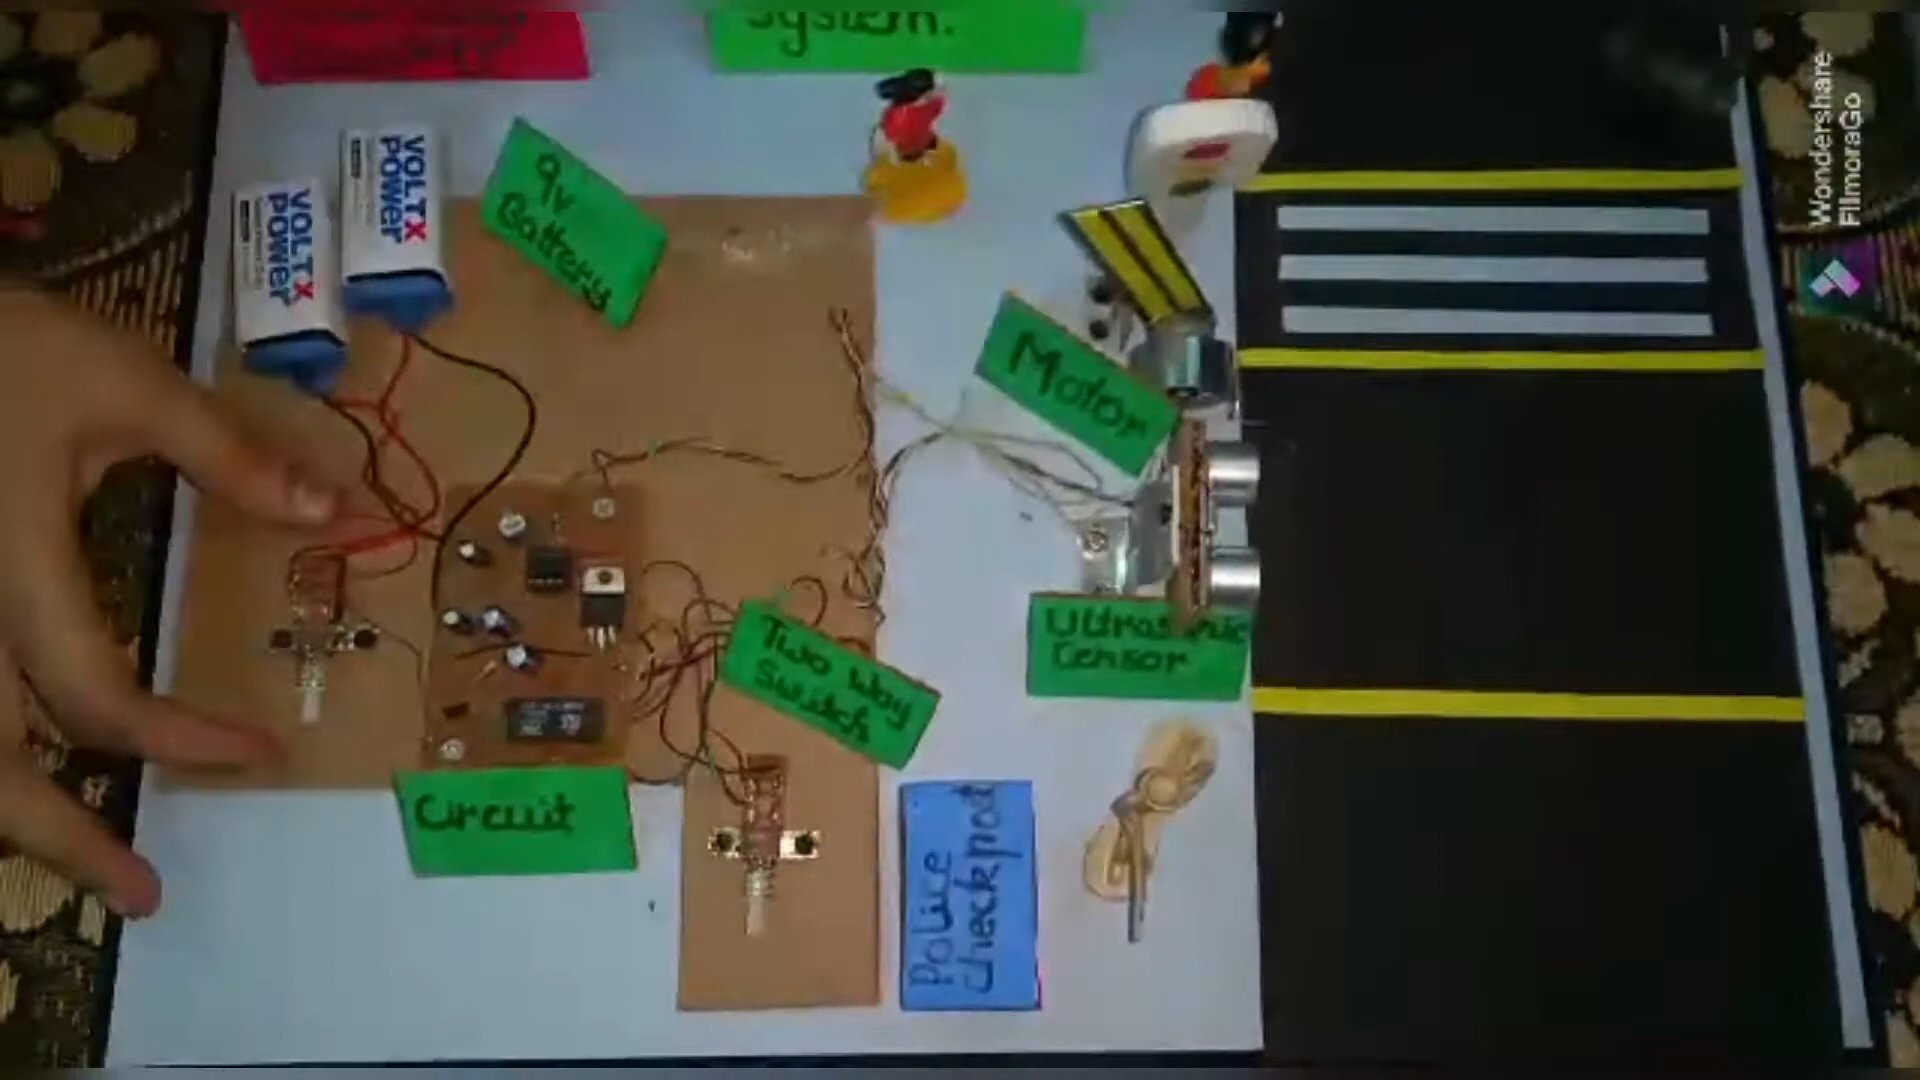 System.
VOLTX
POWER
VOLTX
POWER
9v
Battery
Motor
Two Way
Switch
Ultrasonic
Censor
Circuit
Police
Checkpost
Wondershare
FilmoraGo